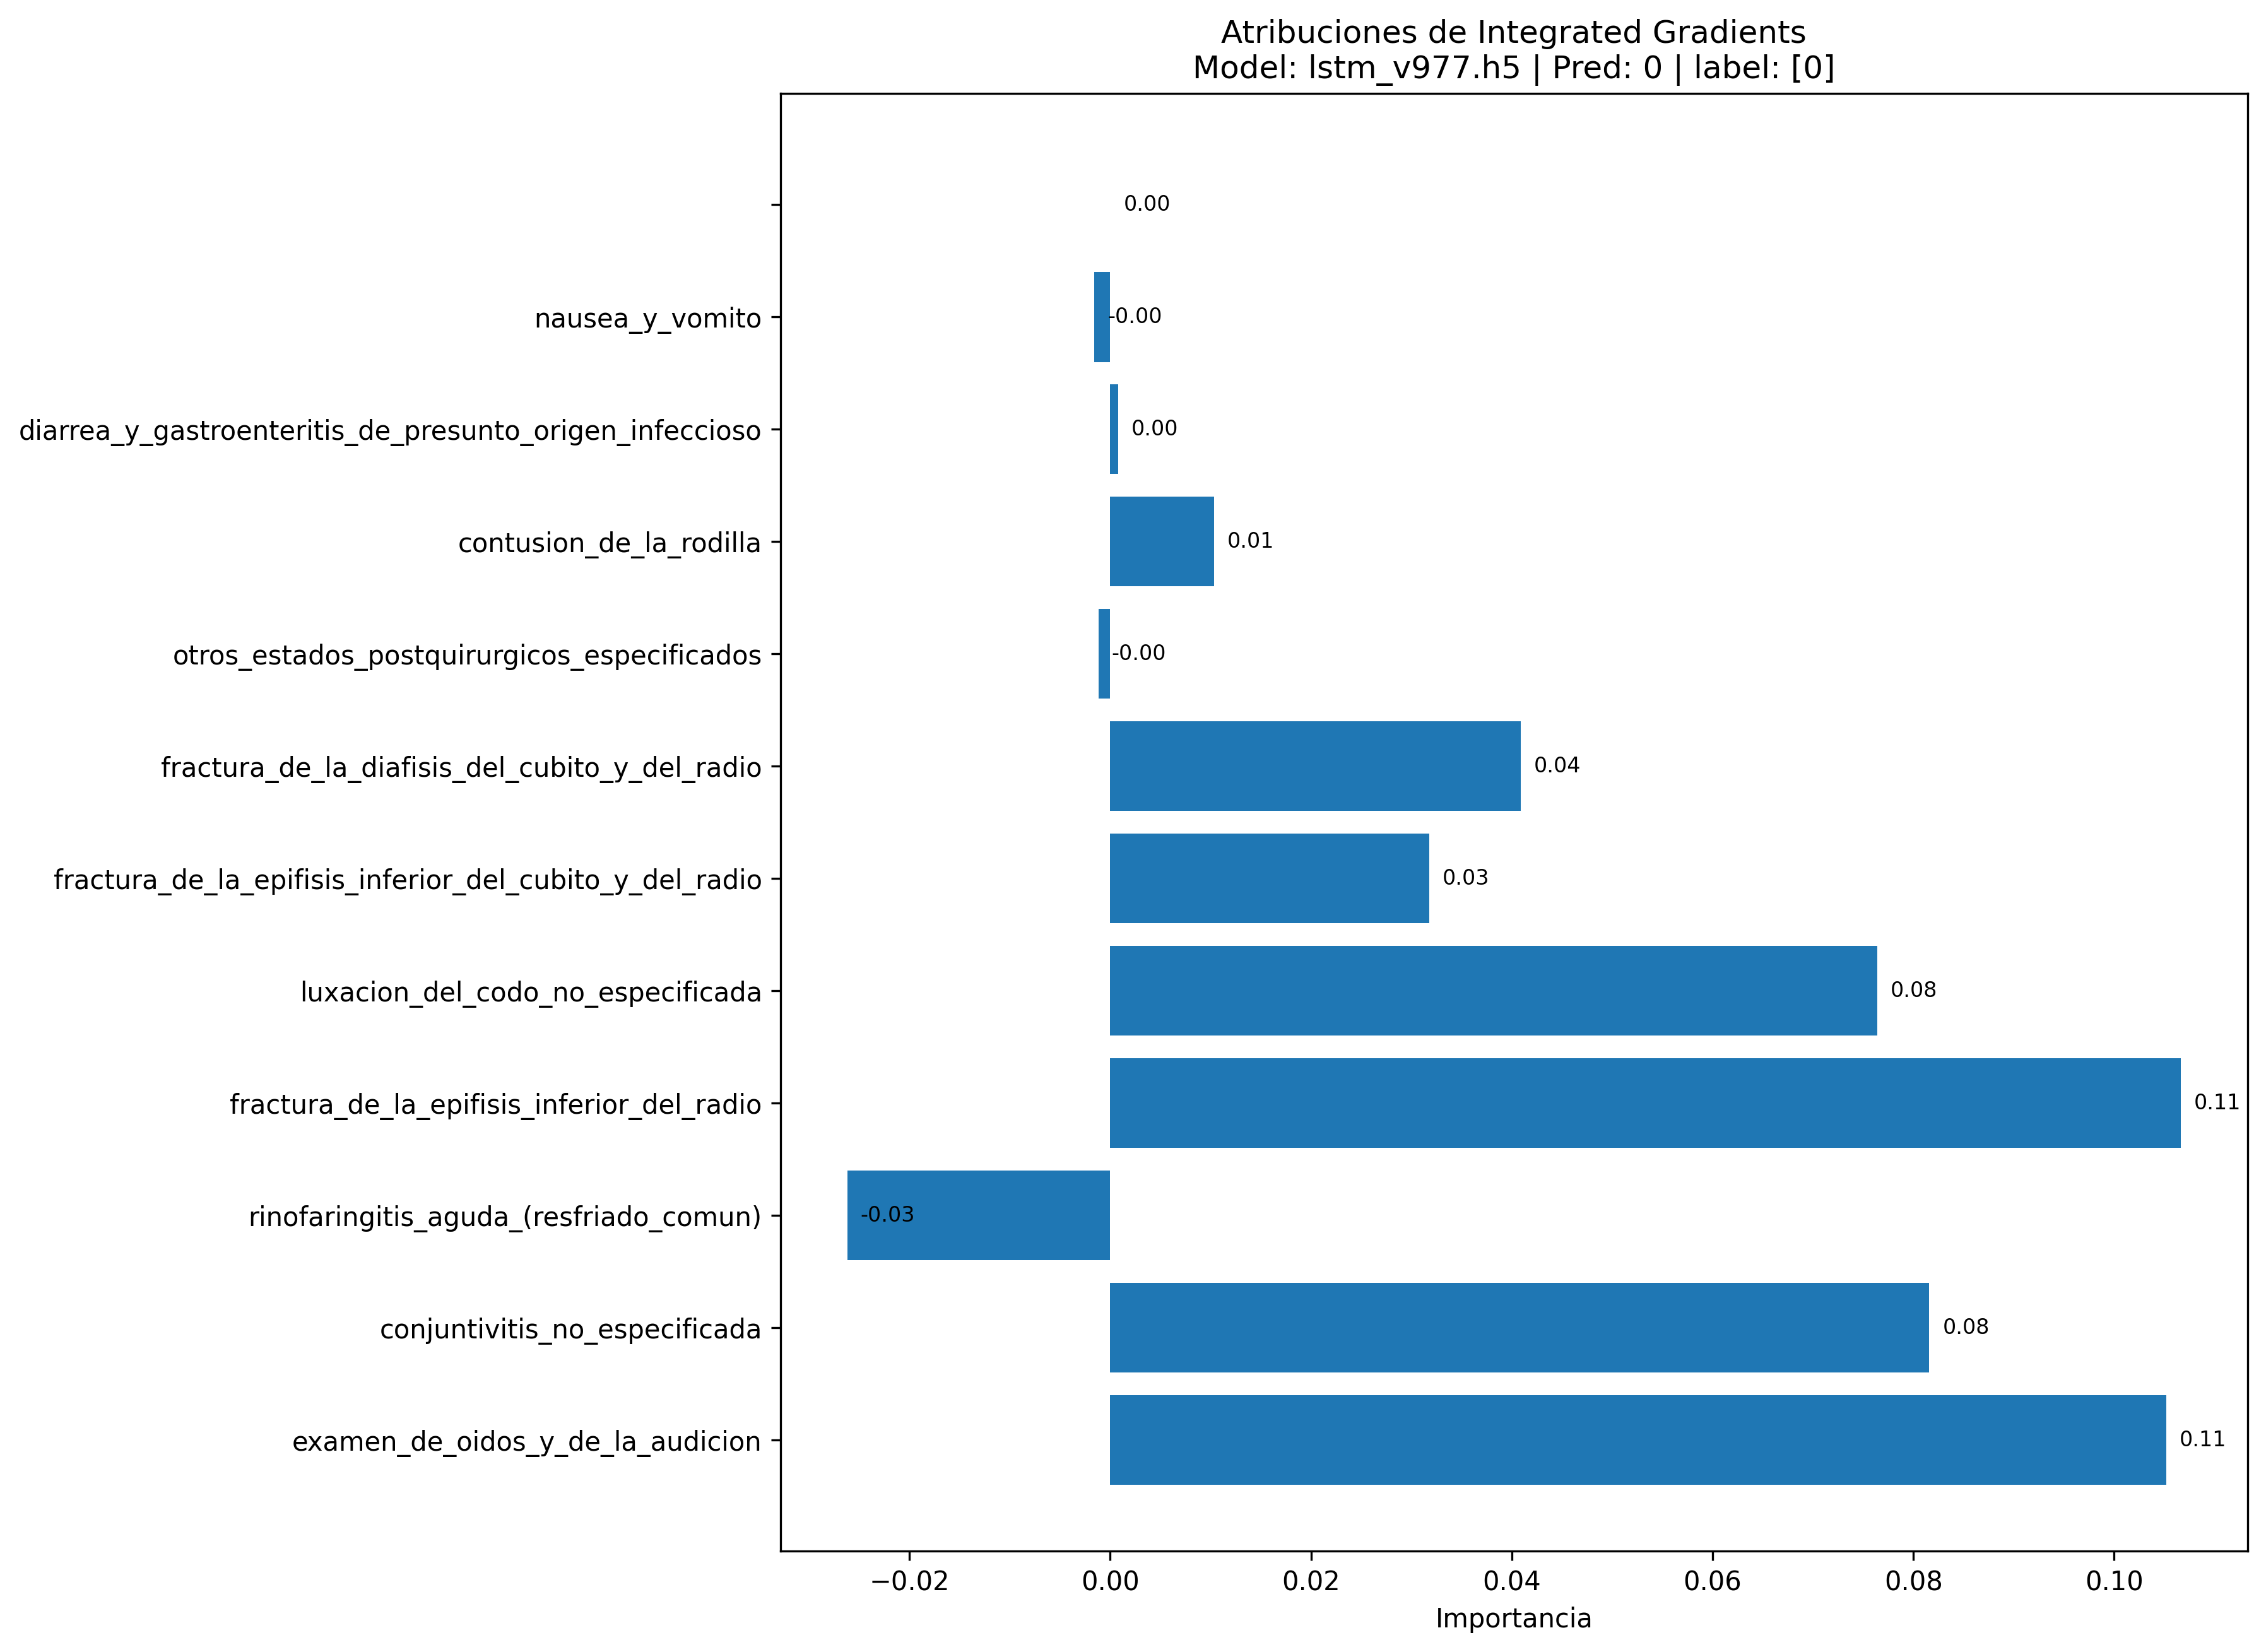 Atribuciones de Integrated Gradients
Model: lstm_v977.h5 | Pred: 0 | label: [0]
0.00
nausea_y_vomito -0.00
diarrea_y_gastroenteritis_de_presunto_origen_infeccioso 0.00
contusion_de_la_rodilla 0.01
otros_estados_postquirurgicos_especificados -0.00
fractura_de_la_diafisis_del_cubito_y_del_radio 0.04
fractura_de_la_epifisis_inferior_del_cubito_y_del_radio 0.03
luxacion_del_codo_no_especificada 0.08
fractura_de_la_epifisis_inferior_del_radio 0.11
rinofaringitis_aguda_(resfriado_comun) -0.03
conjuntivitis_no_especificada 0.08
examen_de_oidos_y_de_la_audicion 0.11
−0.02 0.00 0.02 0.04 0.06 0.08 0.10
Importancia